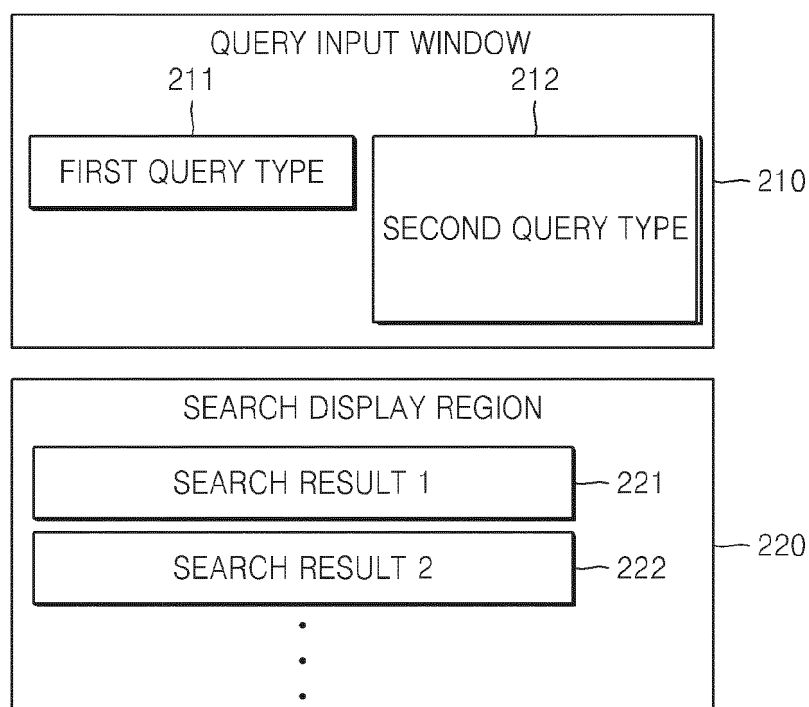 QUERY INPUT WINDOW
211
212
FIRST QUERY TYPE
SECOND QUERY TYPE
210
SEARCH DISPLAY REGION
SEARCH RESULT 1
221
SEARCH RESULT 2
222
220